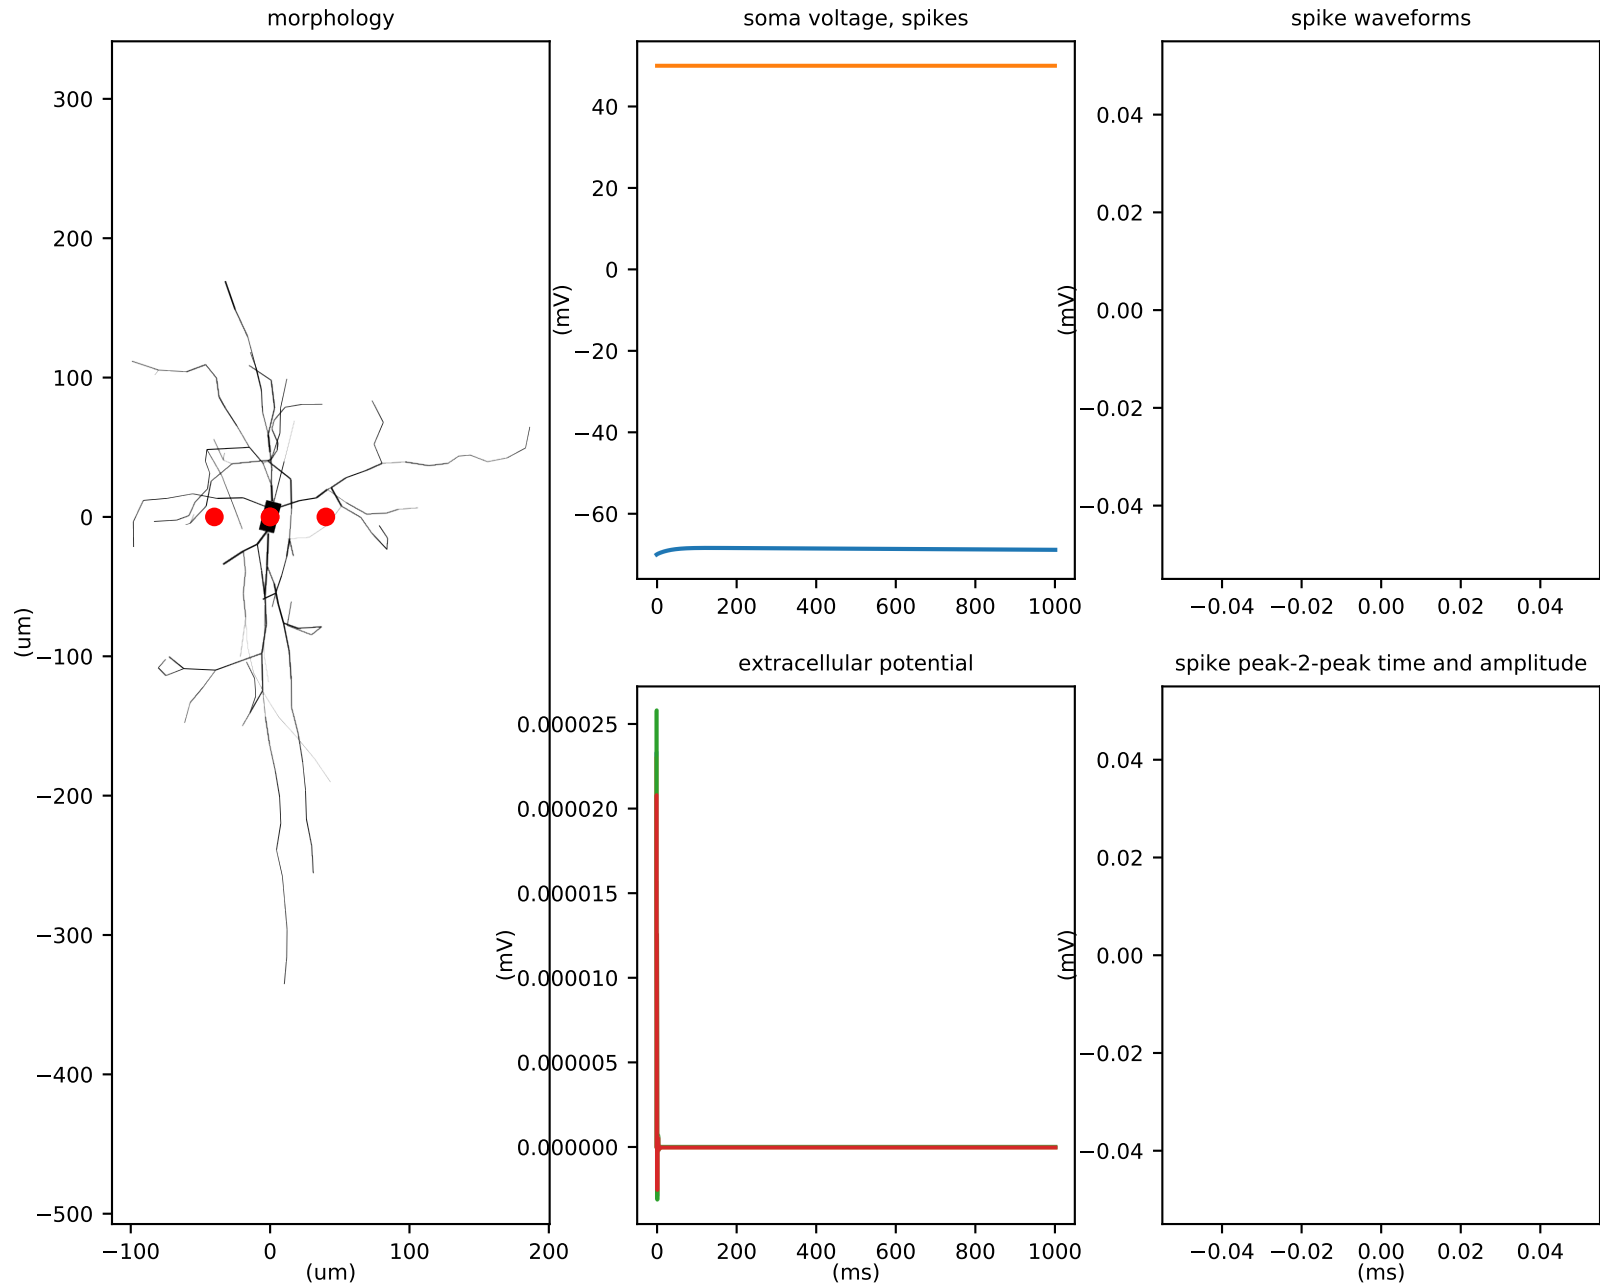 morphology
300
200
100
0
−100
−200
−300
−400
−500
(um)
−100 0 100 200
(um)
soma voltage, spikes
40
20
0
−20
−40
−60
(mV)
0 200 400 600 800 1000
spike waveforms
0.04
0.02
0.00
−0.02
−0.04
(mV)
−0.04 −0.02 0.00 0.02 0.04
extracellular potential
0.000025
0.000020
0.000015
0.000010
0.000005
0.000000
(mV)
0 200 400 600 800 1000
(ms)
spike peak-2-peak time and amplitude
0.04
0.02
0.00
−0.02
−0.04
(mV)
−0.04 −0.02 0.00 0.02 0.04
(ms)